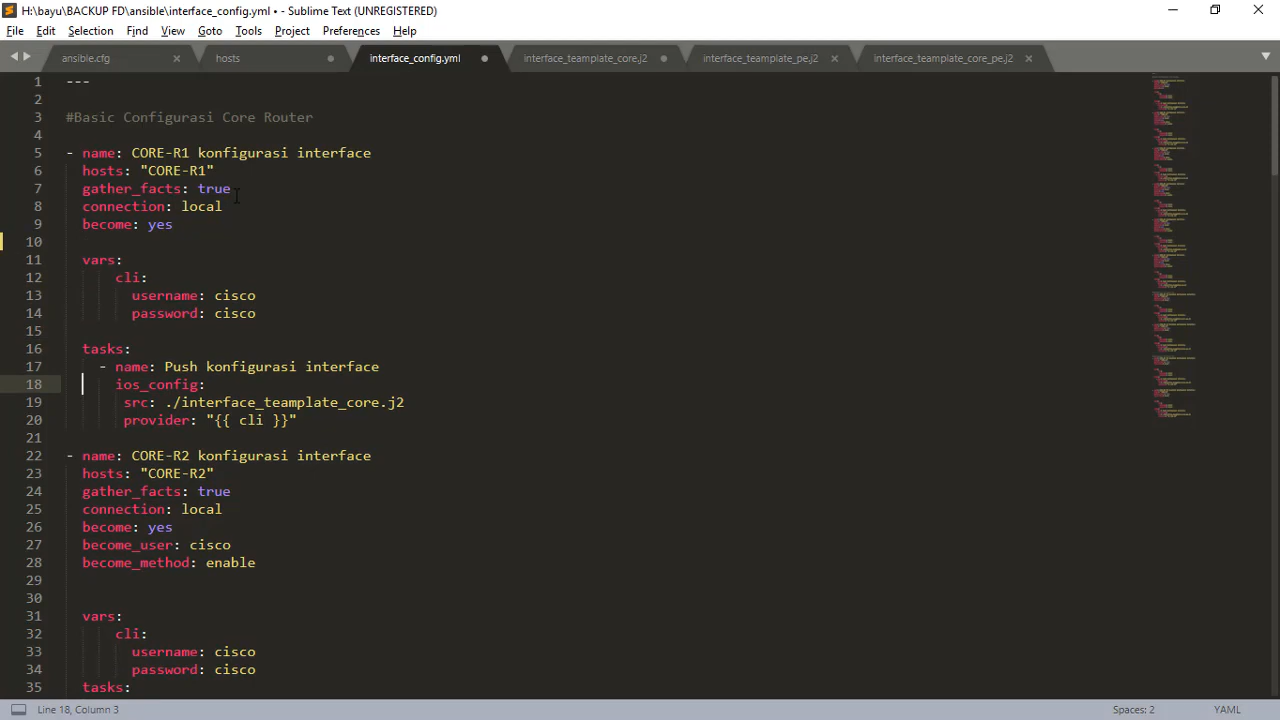 H:\bayu\BACKUP FD\ansible\interface_config.yml • - Sublime Text (UNREGISTERED)
File Edit Selection Find View Goto Tools Project Preferences Help
ansible.cfg hosts interface_config.yml interface_teamplate_core.j2 interface_teamplate_pe.j2 interface_teamplate_core_pe.j2
1 ---
2
3 #Basic Configurasi Core Router
4
5 - name: CORE-R1 konfigurasi interface
6 hosts: "CORE-R1"
7 gather_facts: true
8 connection: local
9 become: yes
10
11 vars:
12 cli:
13 username: cisco
14 password: cisco
15
16 tasks:
17 - name: Push konfigurasi interface
18 ios_config:
19 src: ./interface_teamplate_core.j2
20 provider: "{{ cli }}"
21
22 - name: CORE-R2 konfigurasi interface
23 hosts: "CORE-R2"
24 gather_facts: true
25 connection: local
26 become: yes
27 become_user: cisco
28 become_method: enable
29
30
31 vars:
32 cli:
33 username: cisco
34 password: cisco
35 tasks:
Line 18, Column 3 Spaces: 2 YAML